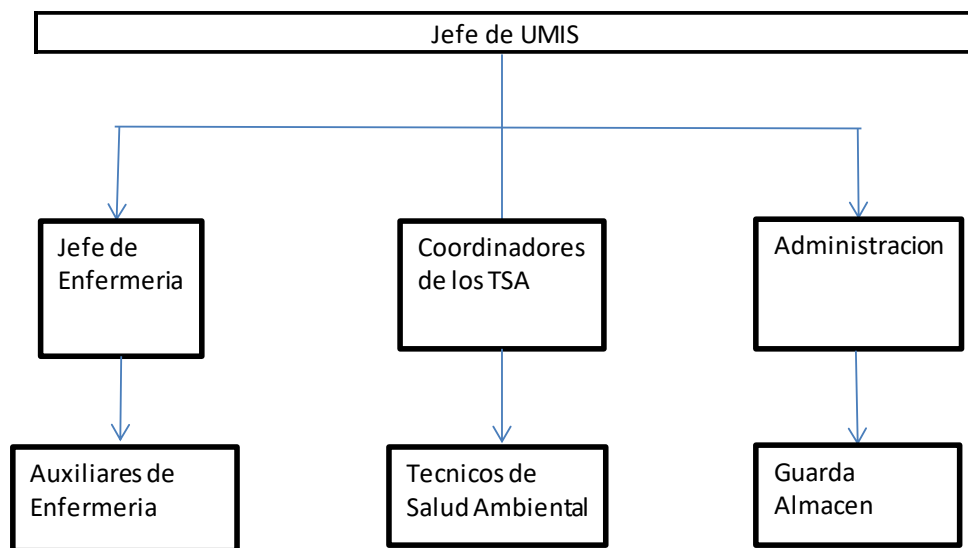 Jefe de UMIS
Jefe de
Enfermeria
Coordinadores
de los TSA
Administracion
Auxiliares de
Enfermeria
Tecnicos de
Salud Ambiental
Guarda
Almacen